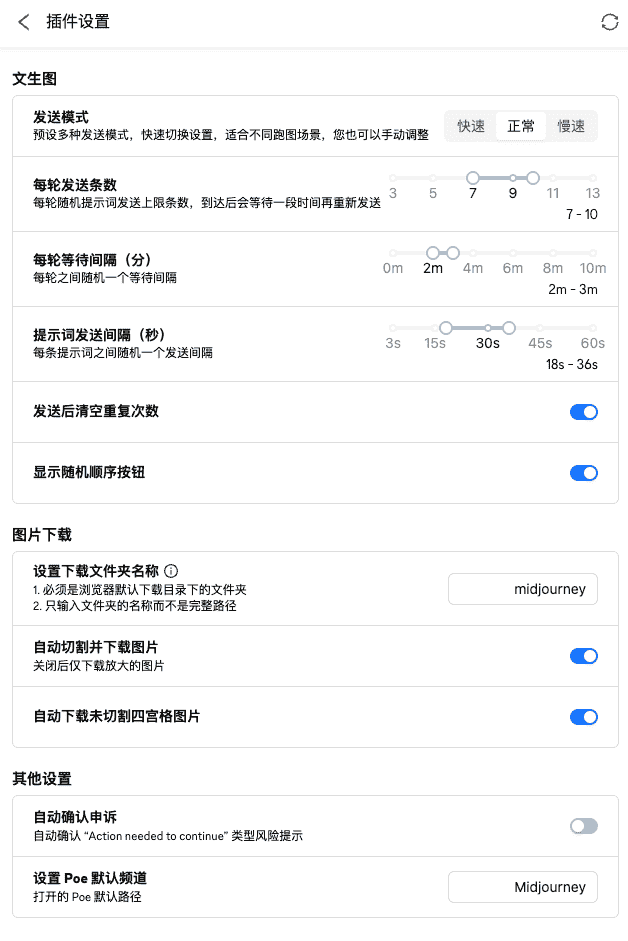 插件设置
文生图
发送模式
预设多种发送模式，快速切换设置，适合不同跑图场景，您也可以手动调整
快速 正常 慢速
每轮发送条数
每轮随机提示词发送上限条数，到达后会等待一段时间再重新发送
3 5 7 9 11 13
7 - 10
每轮等待间隔（分）
每轮之间随机一个等待间隔
0m 2m 4m 6m 8m 10m
2m - 3m
提示词发送间隔（秒）
每条提示词之间随机一个发送间隔
3s 15s 30s 45s 60s
18s - 36s
发送后清空重复次数
显示随机顺序按钮
图片下载
设置下载文件夹名称
1. 必须是浏览器默认下载目录下的文件夹
2. 只输入文件夹的名称而不是完整路径
midjourney
自动切割并下载图片
关闭后仅下载放大的图片
自动下载未切割四宫格图片
其他设置
自动确认申诉
自动确认 “Action needed to continue” 类型风险提示
设置 Poe 默认频道
打开的 Poe 默认路径
Midjourney